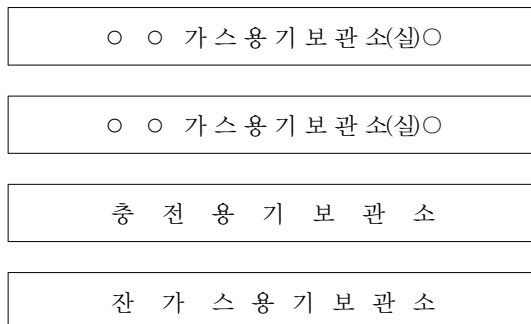 ○ ○ 가 스 용 기 보 관 소(실)○
○ ○ 가 스 용 기 보 관 소(실)○
충 전 용 기 보 관 소
잔 가 스 용 기 보 관 소